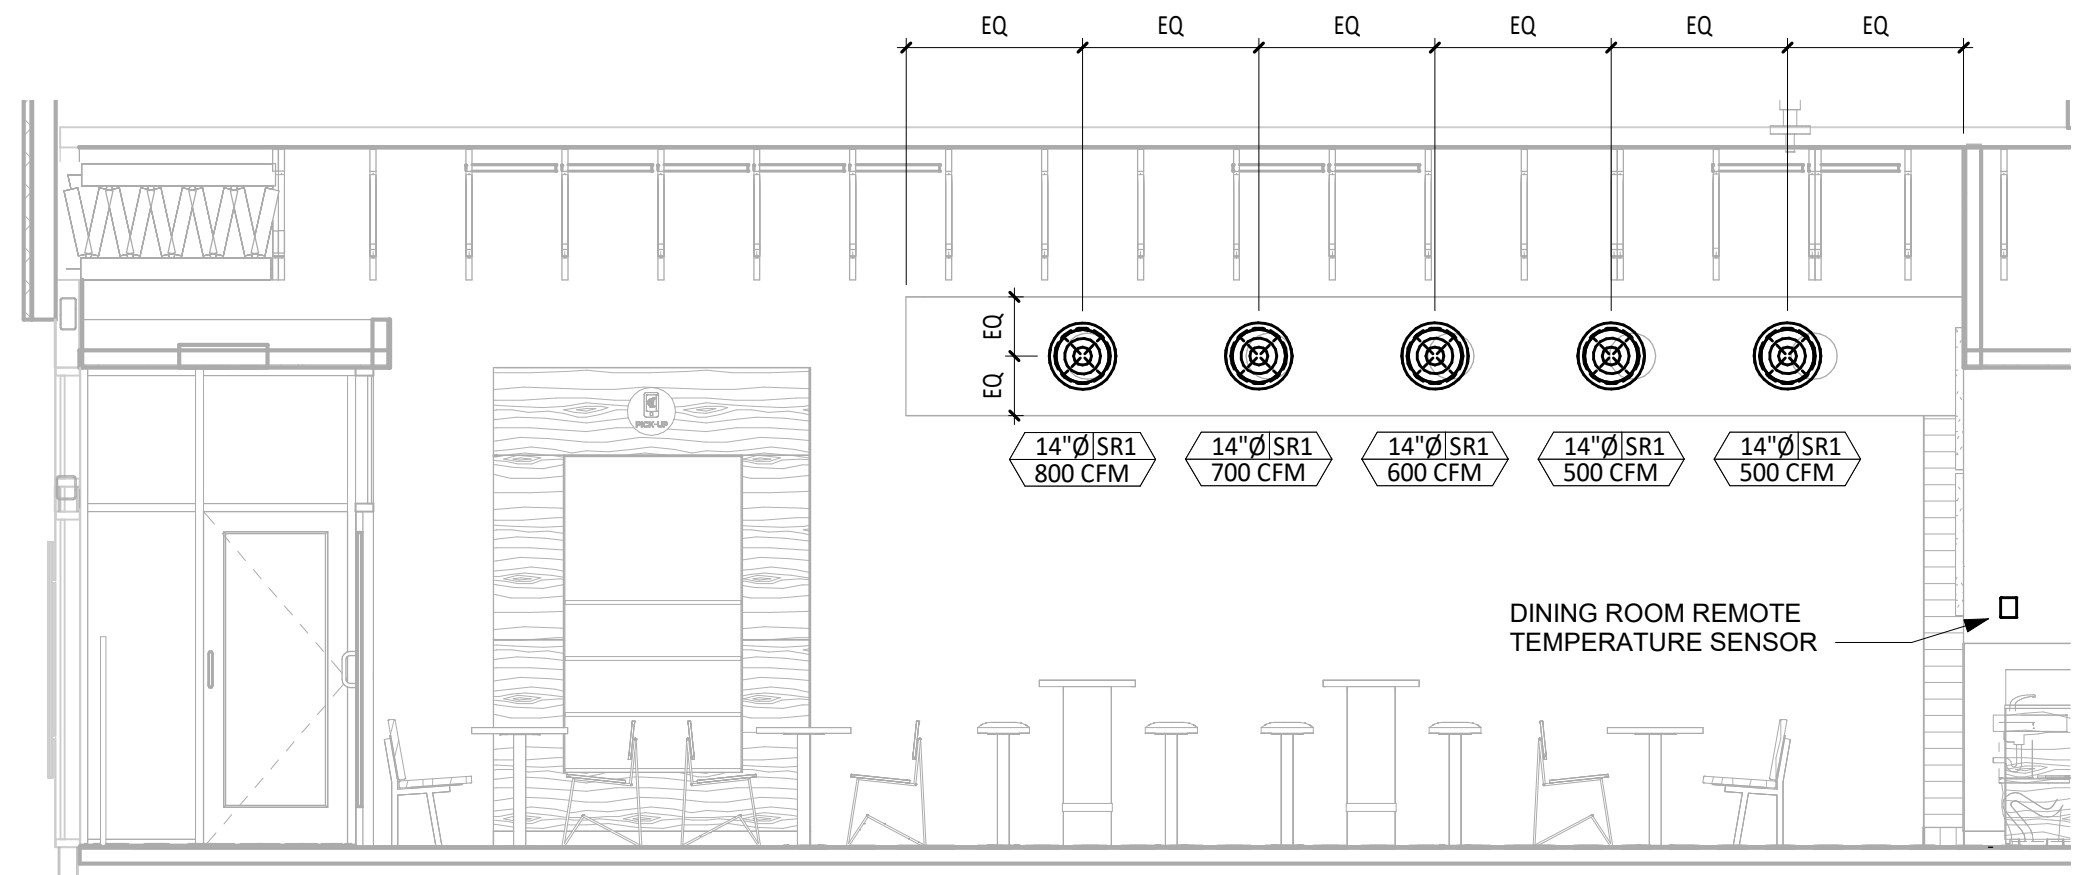 EQ EQ EQ EQ EQ EQ
EQ
EQ
PICK-UP
14"Ø SR1
800 CFM
14"Ø SR1
700 CFM
14"Ø SR1
600 CFM
14"Ø SR1
500 CFM
14"Ø SR1
500 CFM
DINING ROOM REMOTE
TEMPERATURE SENSOR